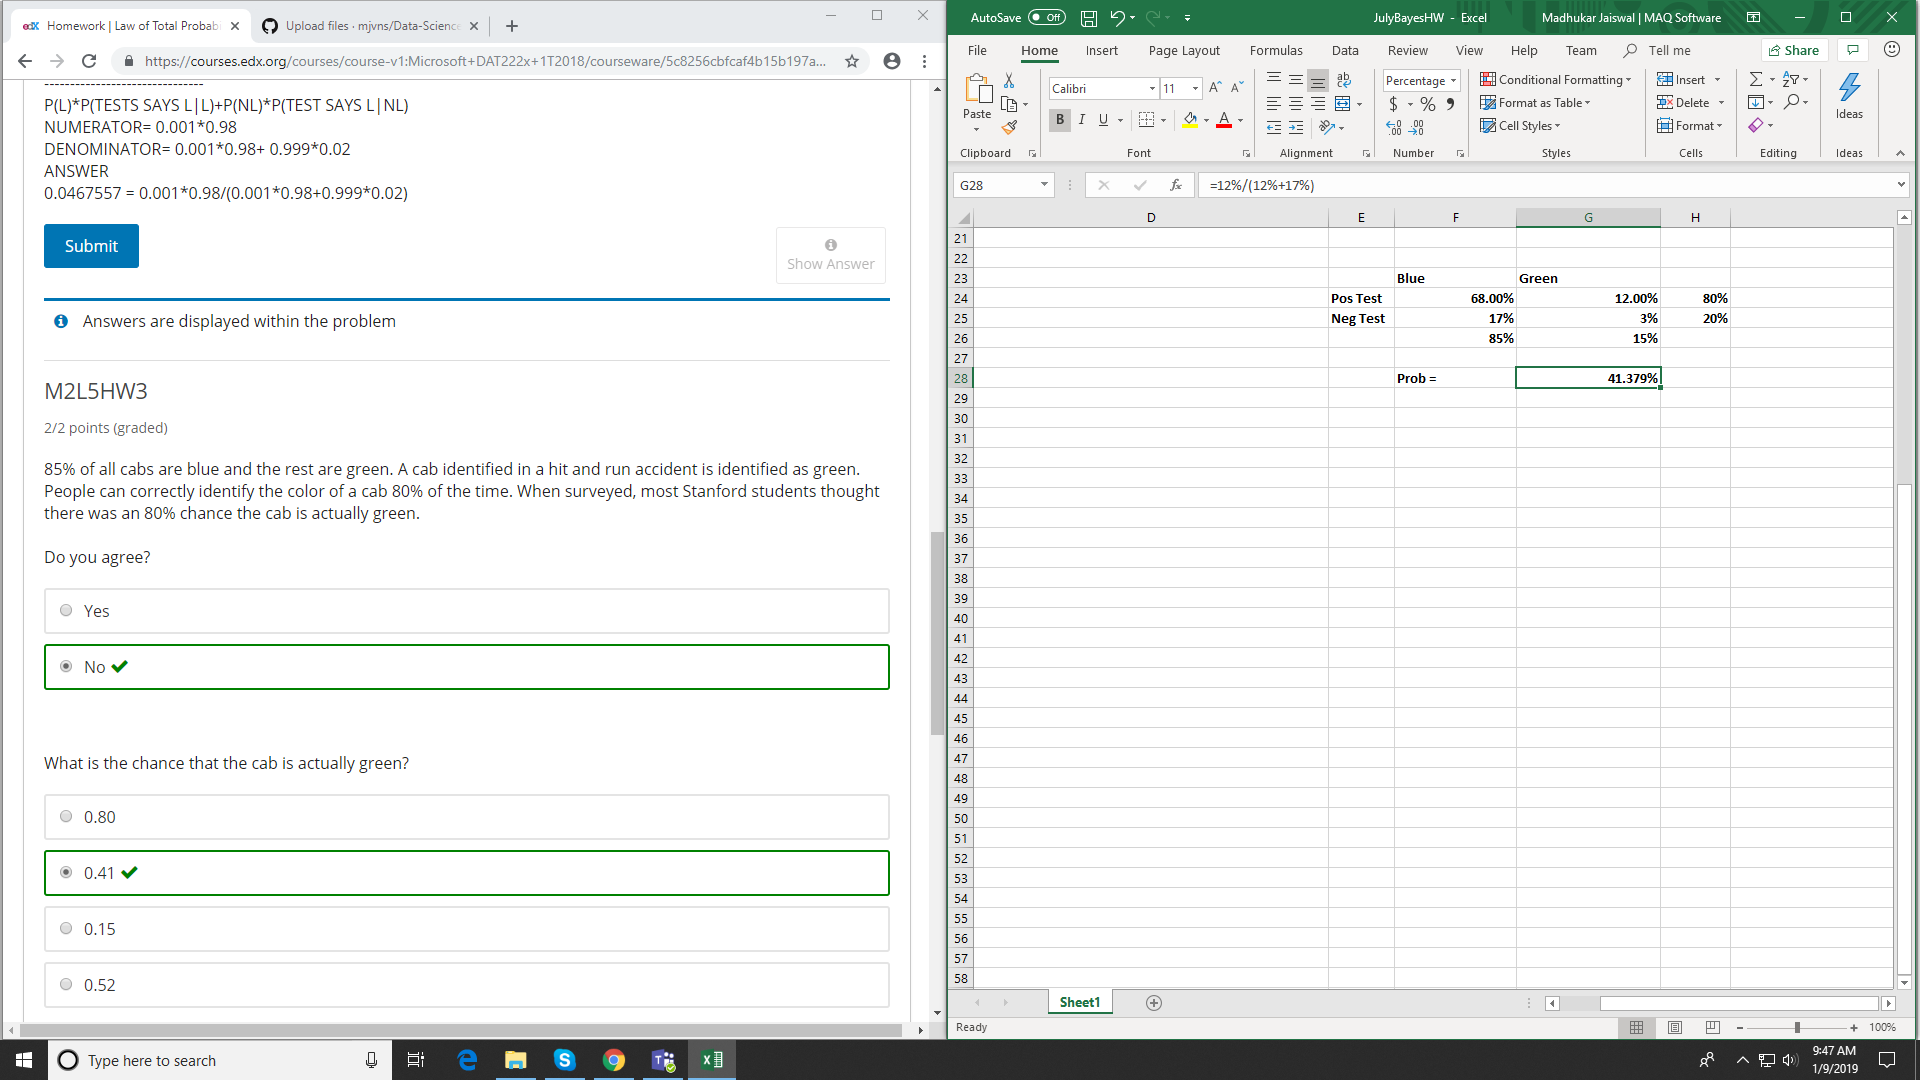 edX Homework | Law of Total Probab
Upload files · mjvns/Data-Science
https://courses.edx.org/courses/course-v1:Microsoft+DAT222x+1T2018/courseware/5c8256cbfcaf4b15b197a...
-------------------------------
P(L)*P(TESTS SAYS L|L)+P(NL)*P(TEST SAYS L|NL)
NUMERATOR= 0.001*0.98
DENOMINATOR= 0.001*0.98+ 0.999*0.02
ANSWER
0.0467557 = 0.001*0.98/(0.001*0.98+0.999*0.02)
Submit
Show Answer
Answers are displayed within the problem
M2L5HW3
2/2 points (graded)
85% of all cabs are blue and the rest are green. A cab identified in a hit and run accident is identified as green.
People can correctly identify the color of a cab 80% of the time. When surveyed, most Stanford students thought
there was an 80% chance the cab is actually green.
Do you agree?
Yes
No
What is the chance that the cab is actually green?
0.80
0.41
0.15
0.52
AutoSave Off
JulyBayesHW - Excel
Madhukar Jaiswal | MAQ Software
File Home Insert Page Layout Formulas Data Review View Help Team Tell me Share
Paste
Calibri 11
B I U
Percentage
$ % ,
Conditional Formatting
Format as Table
Cell Styles
Insert
Delete
Format
Ideas
Clipboard Font Alignment Number Styles Cells Editing Ideas
G28 fx =12%/(12%+17%)
D E F G H
21
22
23 Blue Green
24 Pos Test 68.00% 12.00% 80%
25 Neg Test 17% 3% 20%
26 85% 15%
27
28 Prob = 41.379%
29
30
31
32
33
34
35
36
37
38
39
40
41
42
43
44
45
46
47
48
49
50
51
52
53
54
55
56
57
58
Sheet1
Ready
100%
Type here to search
9:47 AM
1/9/2019